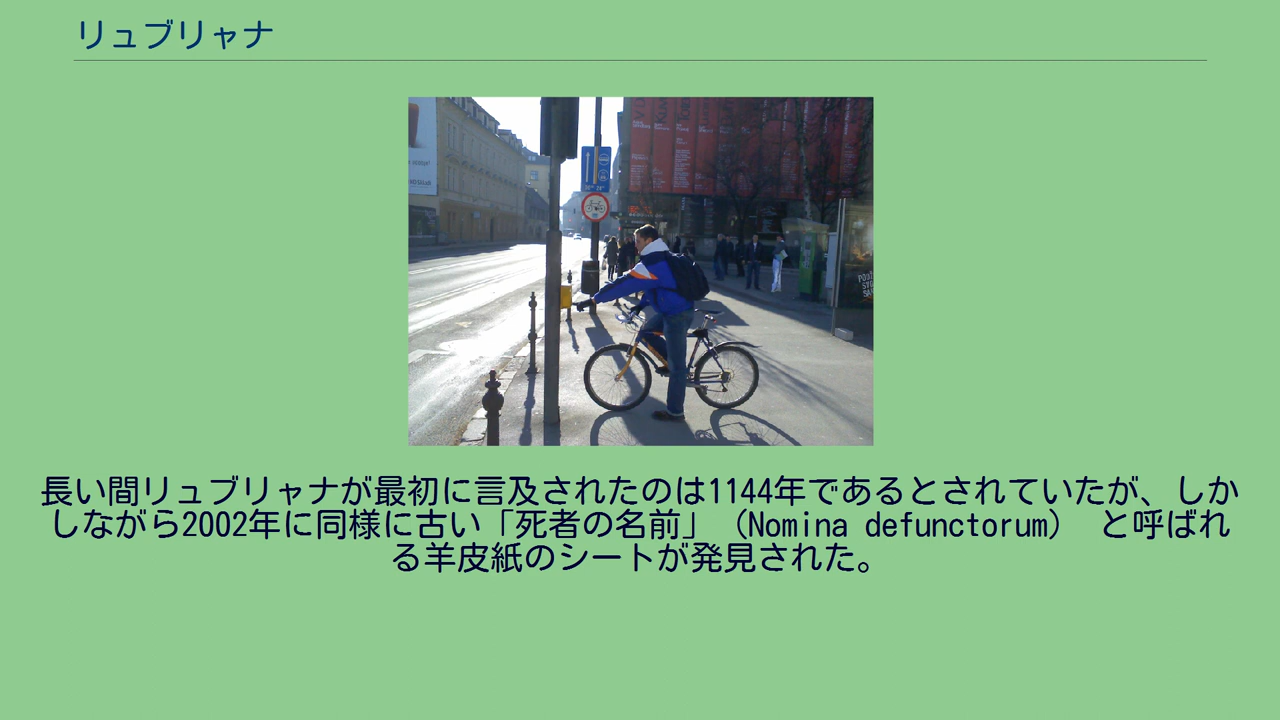 リュブリャナ
長い間リュブリャナが最初に言及されたのは1144年であるとされていたが、しか
しながら2002年に同様に古い「死者の名前」（Nomina defunctorum） と呼ばれ
る羊皮紙のシートが発見された。